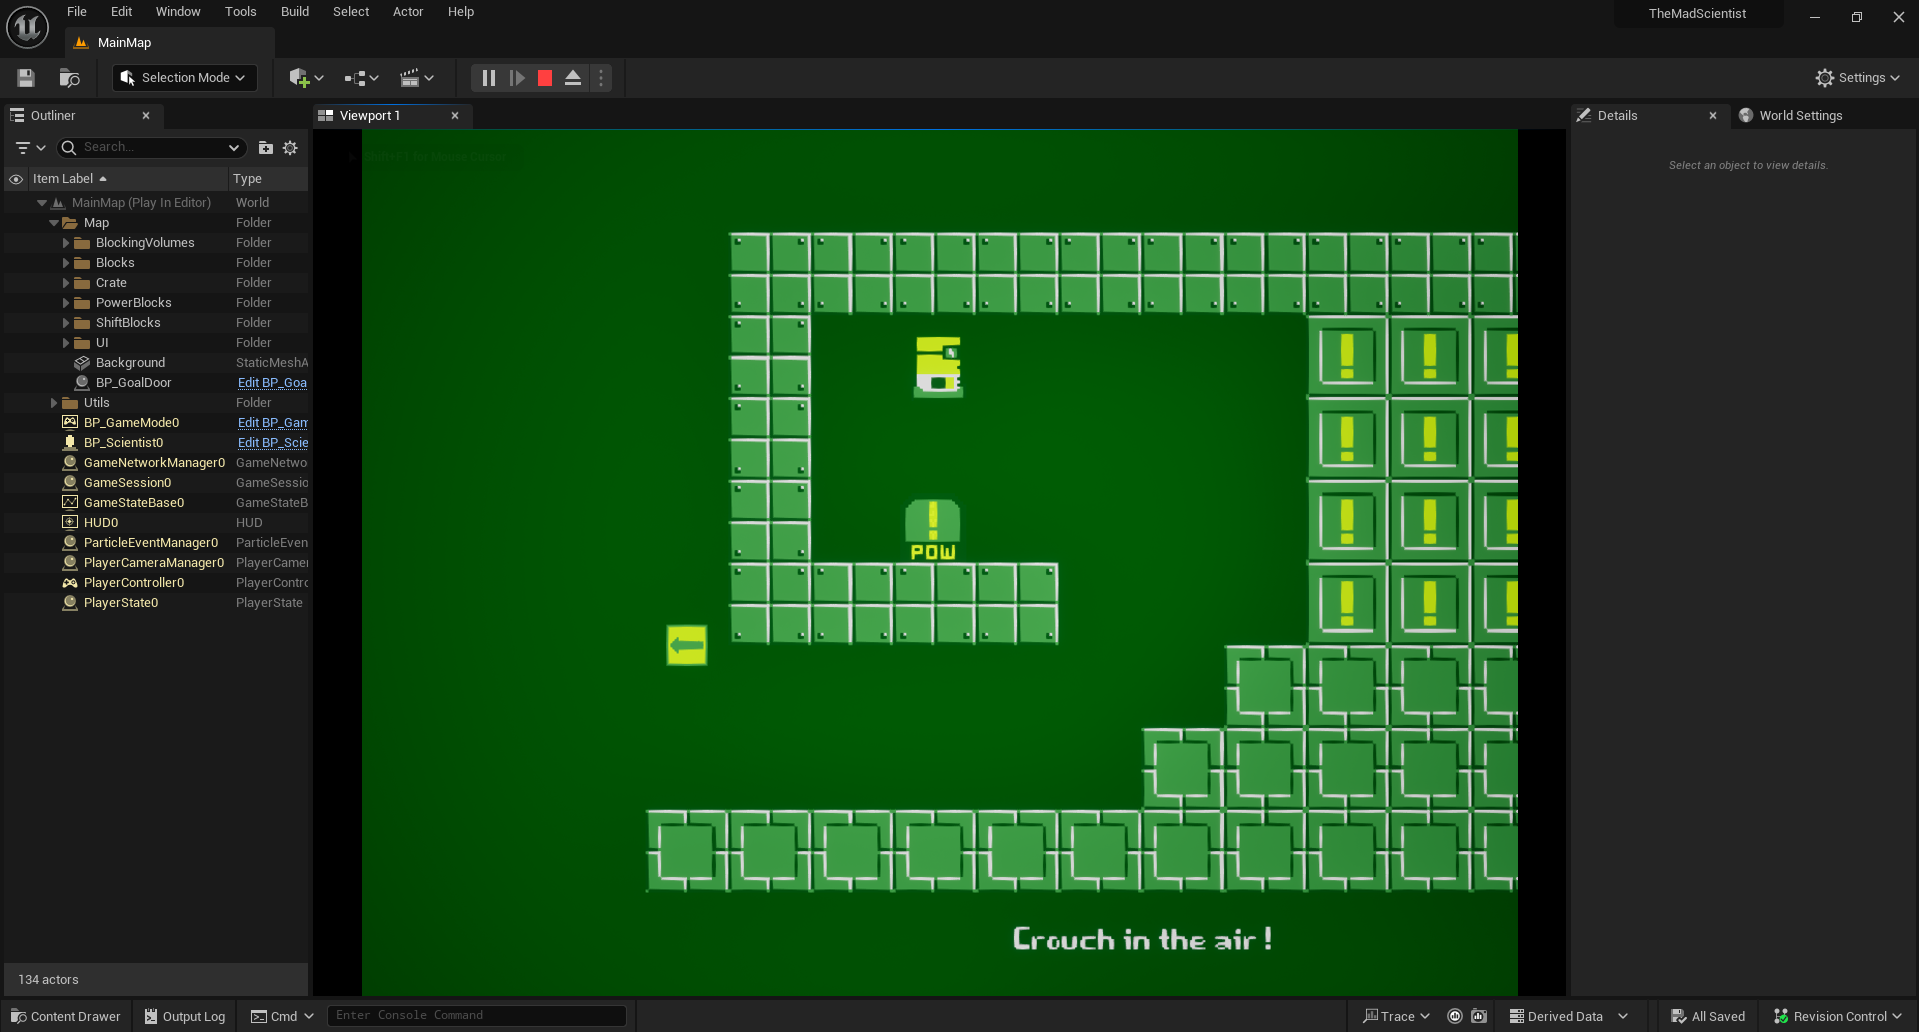 File Edit Window Tools Build Select Actor Help
TheMadScientist
MainMap
Selection Mode
Settings
Outliner
Viewport 1
Details
World Settings
Search...
Select an object to view details.
Item Label Type
MainMap (Play In Editor) World
Map Folder
BlockingVolumes Folder
Blocks Folder
Crate Folder
PowerBlocks Folder
ShiftBlocks Folder
UI Folder
Background StaticMeshA
BP_GoalDoor Edit BP_Goa
Utils Folder
BP_GameMode0 Edit BP_Gam
BP_Scientist0 Edit BP_Scie
GameNetworkManager0 GameNetwo
GameSession0 GameSessio
GameStateBase0 GameStateB
HUD0 HUD
ParticleEventManager0 ParticleEven
PlayerCameraManager0 PlayerCamer
PlayerController0 PlayerContro
PlayerState0 PlayerState
POW
Crouch in the air !
134 actors
Content Drawer Output Log Cmd Enter Console Command Trace Derived Data All Saved Revision Control